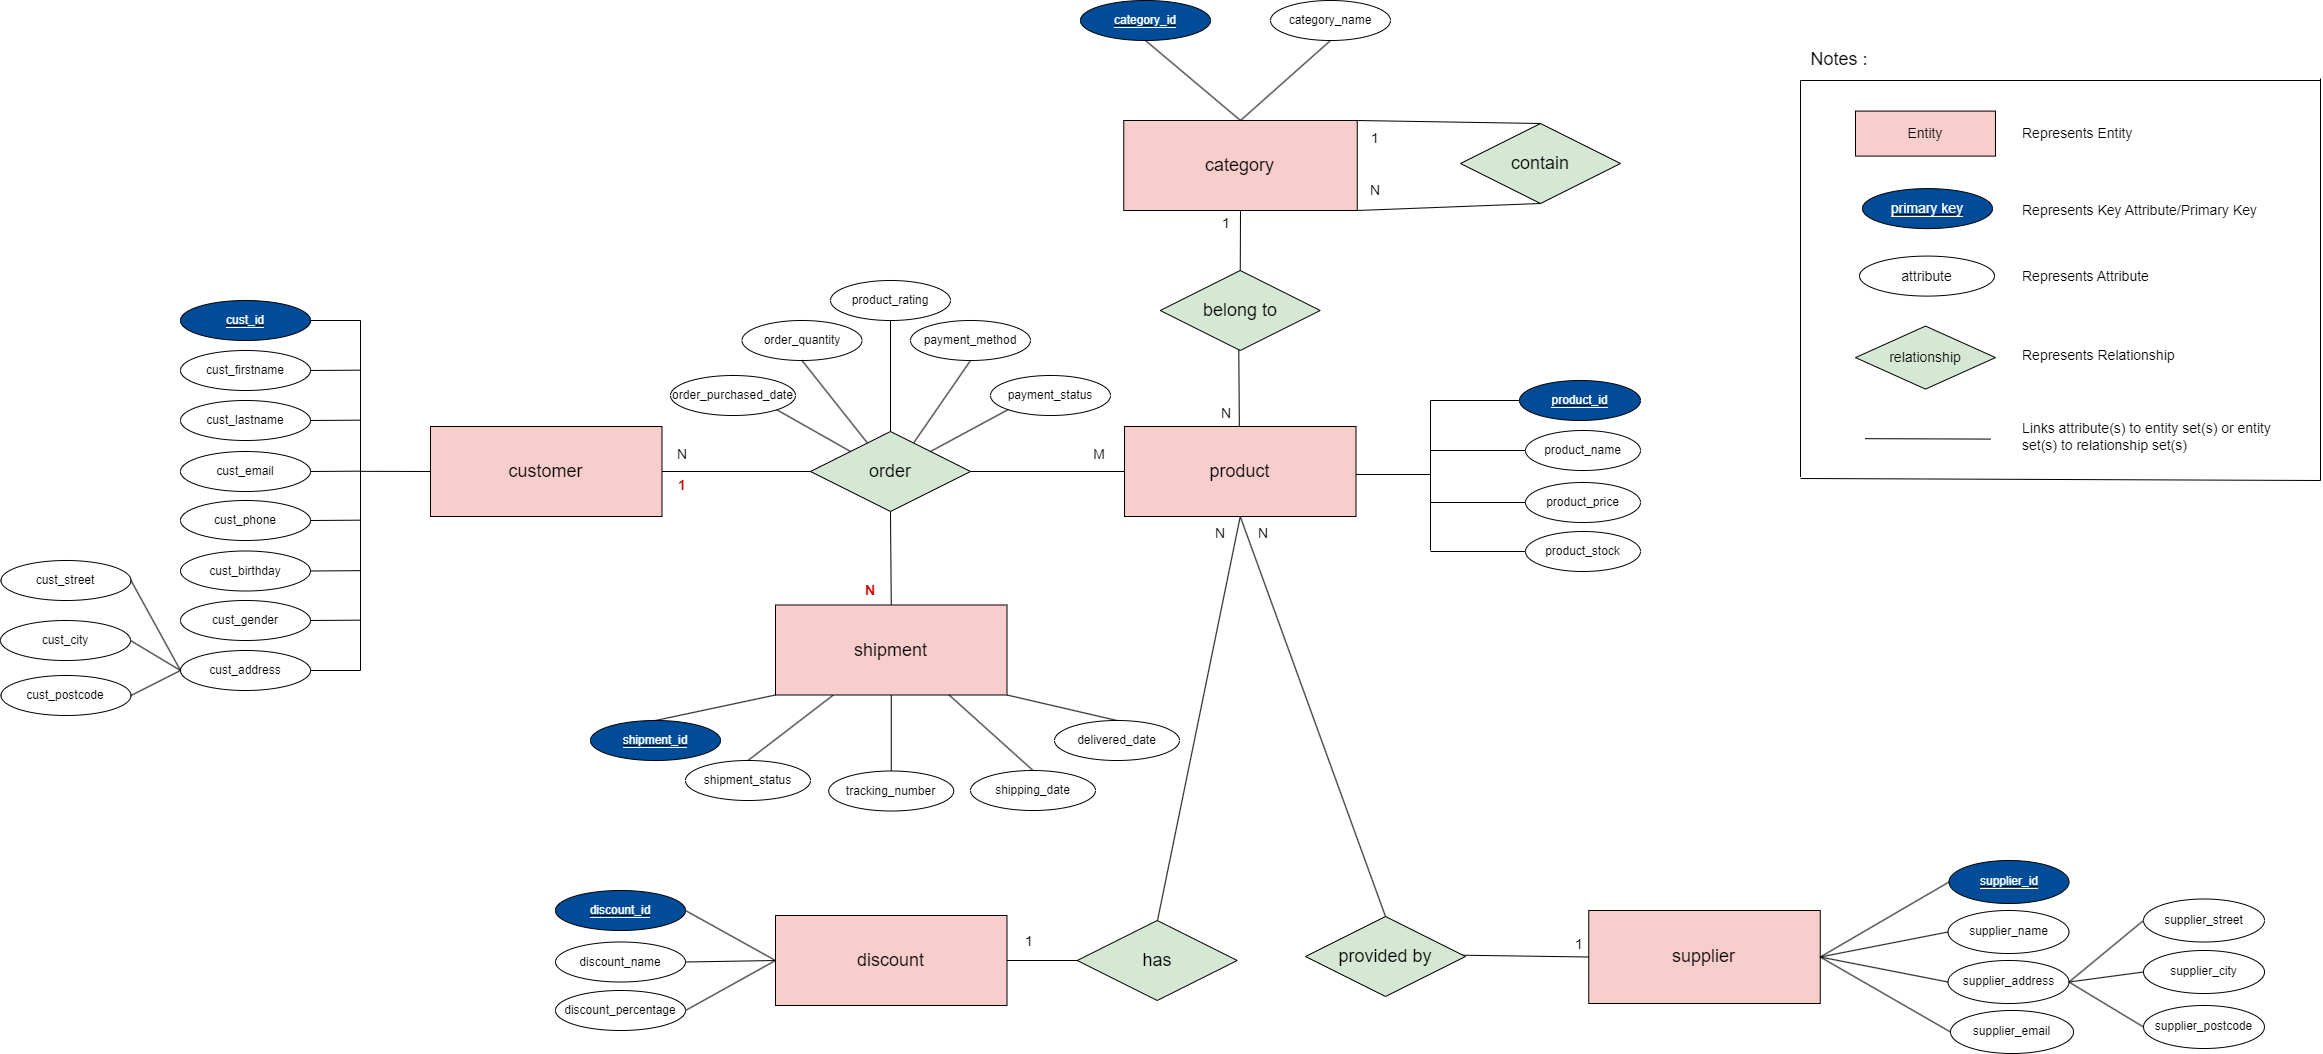 category_id
category_name
Notes :
category
1
N
contain
Entity
Represents Entity
primary key
Represents Key Attribute/Primary Key
attribute
Represents Attribute
relationship
Represents Relationship
Links attribute(s) to entity set(s) or entity
set(s) to relationship set(s)
1
belong to
N
cust_id
cust_firstname
cust_lastname
cust_email
cust_phone
cust_birthday
cust_gender
cust_address
cust_street
cust_city
cust_postcode
customer
N
1
order_purchased_date
order_quantity
product_rating
payment_method
payment_status
order
M
product
product_id
product_name
product_price
product_stock
N
N
N
shipment
shipment_id
shipment_status
tracking_number
shipping_date
delivered_date
discount_id
discount_name
discount_percentage
discount
1
has
provided by
1
supplier
supplier_id
supplier_name
supplier_address
supplier_email
supplier_street
supplier_city
supplier_postcode